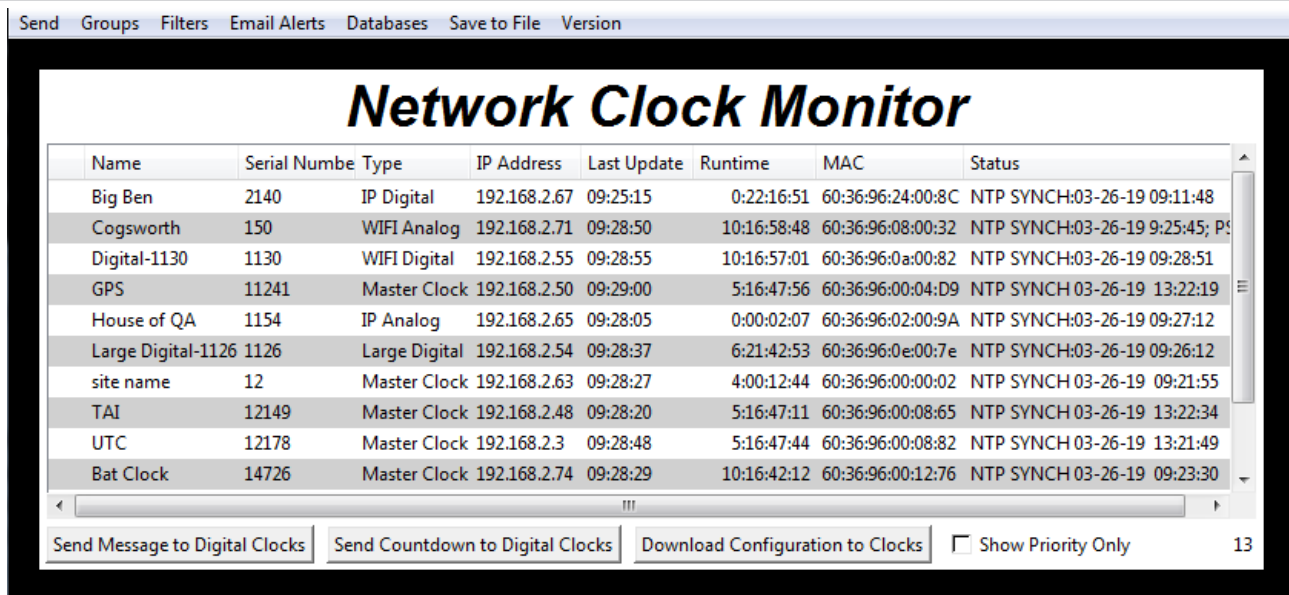 Send Groups Filters Email Alerts Databases Save to File Version
Network Clock Monitor
Name Serial Numbe Type IP Address Last Update Runtime MAC Status
Big Ben 2140 IP Digital 192.168.2.67 09:25:15 0:22:16:51 60:36:96:24:00:8C NTP SYNCH:03-26-19 09:11:48
Cogsworth 150 WIFI Analog 192.168.2.71 09:28:50 10:16:58:48 60:36:96:08:00:32 NTP SYNCH:03-26-19 9:25:45; PS
Digital-1130 1130 WIFI Digital 192.168.2.55 09:28:55 10:16:57:01 60:36:96:0a:00:82 NTP SYNCH:03-26-19 09:28:51
GPS 11241 Master Clock 192.168.2.50 09:29:00 5:16:47:56 60:36:96:00:04:D9 NTP SYNCH 03-26-19 13:22:19
House of QA 1154 IP Analog 192.168.2.65 09:28:05 0:00:02:07 60:36:96:02:00:9A NTP SYNCH:03-26-19 09:27:12
Large Digital-1126 1126 Large Digital 192.168.2.54 09:28:37 6:21:42:53 60:36:96:0e:00:7e NTP SYNCH:03-26-19 09:26:12
site name 12 Master Clock 192.168.2.63 09:28:27 4:00:12:44 60:36:96:00:00:02 NTP SYNCH 03-26-19 09:21:55
TAI 12149 Master Clock 192.168.2.48 09:28:20 5:16:47:11 60:36:96:00:08:65 NTP SYNCH 03-26-19 13:22:34
UTC 12178 Master Clock 192.168.2.3 09:28:48 5:16:47:44 60:36:96:00:08:82 NTP SYNCH 03-26-19 13:21:49
Bat Clock 14726 Master Clock 192.168.2.74 09:28:29 10:16:42:12 60:36:96:00:12:76 NTP SYNCH 03-26-19 09:23:30
Send Message to Digital Clocks Send Countdown to Digital Clocks Download Configuration to Clocks Show Priority Only 13